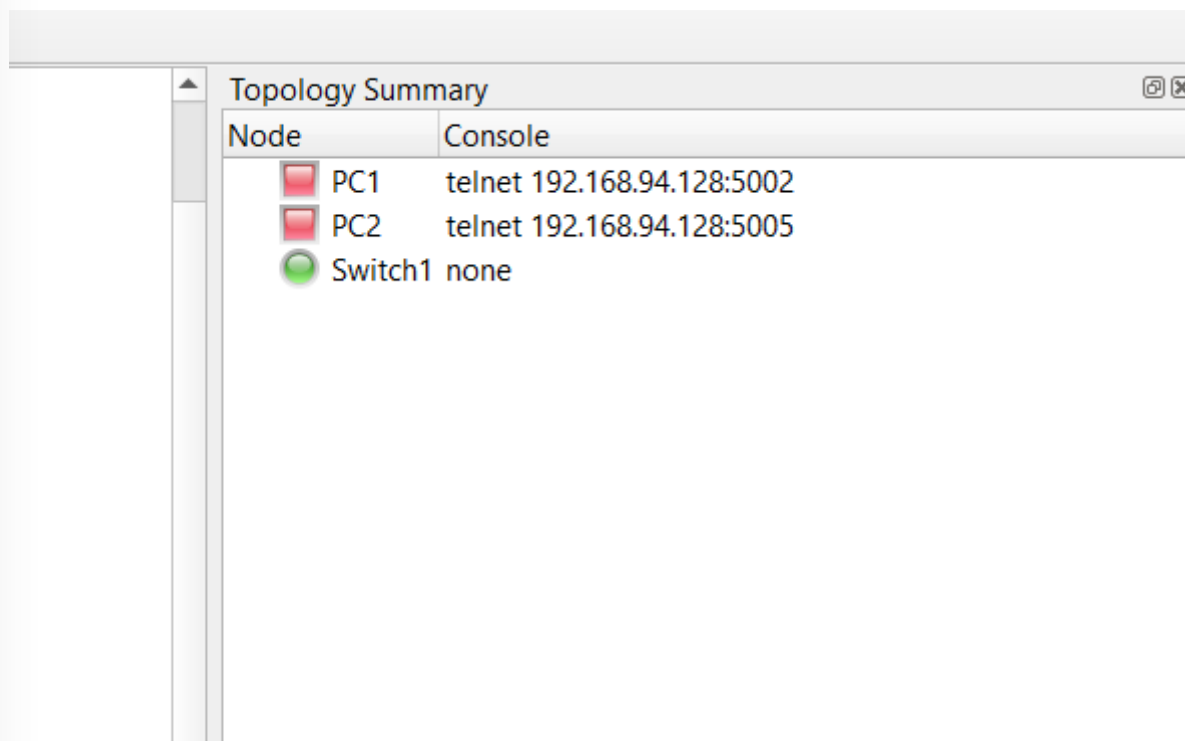 Topology Summary
Node Console
PC1 telnet 192.168.94.128:5002
PC2 telnet 192.168.94.128:5005
Switch1 none